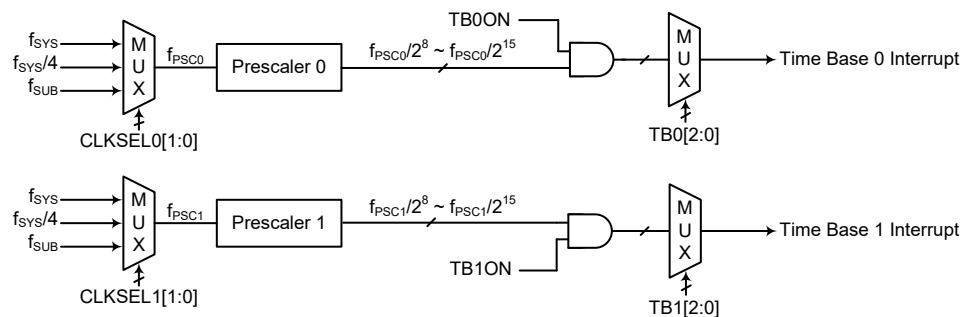 TB0ON
fSYS
fSYS/4
fSUB
M
U
X
fPSC0
Prescaler 0
fPSC0/2^8 ~ fPSC0/2^15
M
U
X
Time Base 0 Interrupt
CLKSEL0[1:0]
TB0[2:0]
fSYS
fSYS/4
fSUB
M
U
X
fPSC1
Prescaler 1
fPSC1/2^8 ~ fPSC1/2^15
M
U
X
Time Base 1 Interrupt
TB1ON
CLKSEL1[1:0]
TB1[2:0]